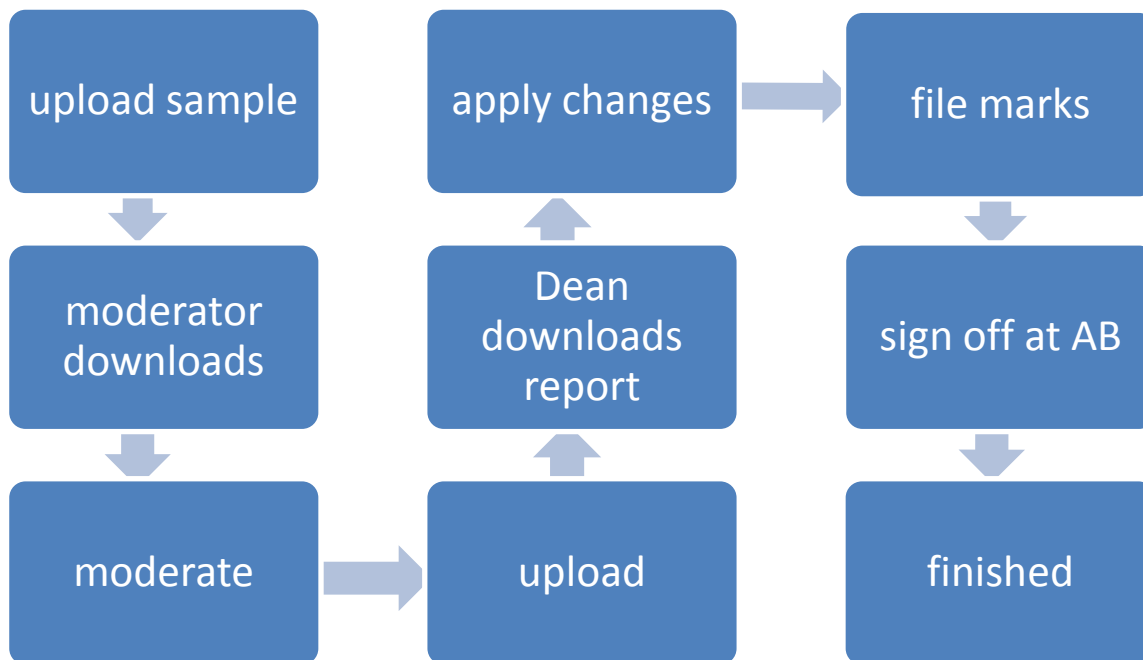 upload sample
moderator
downloads
moderate
upload
Dean
downloads
report
apply changes
file marks
sign off at AB
finished